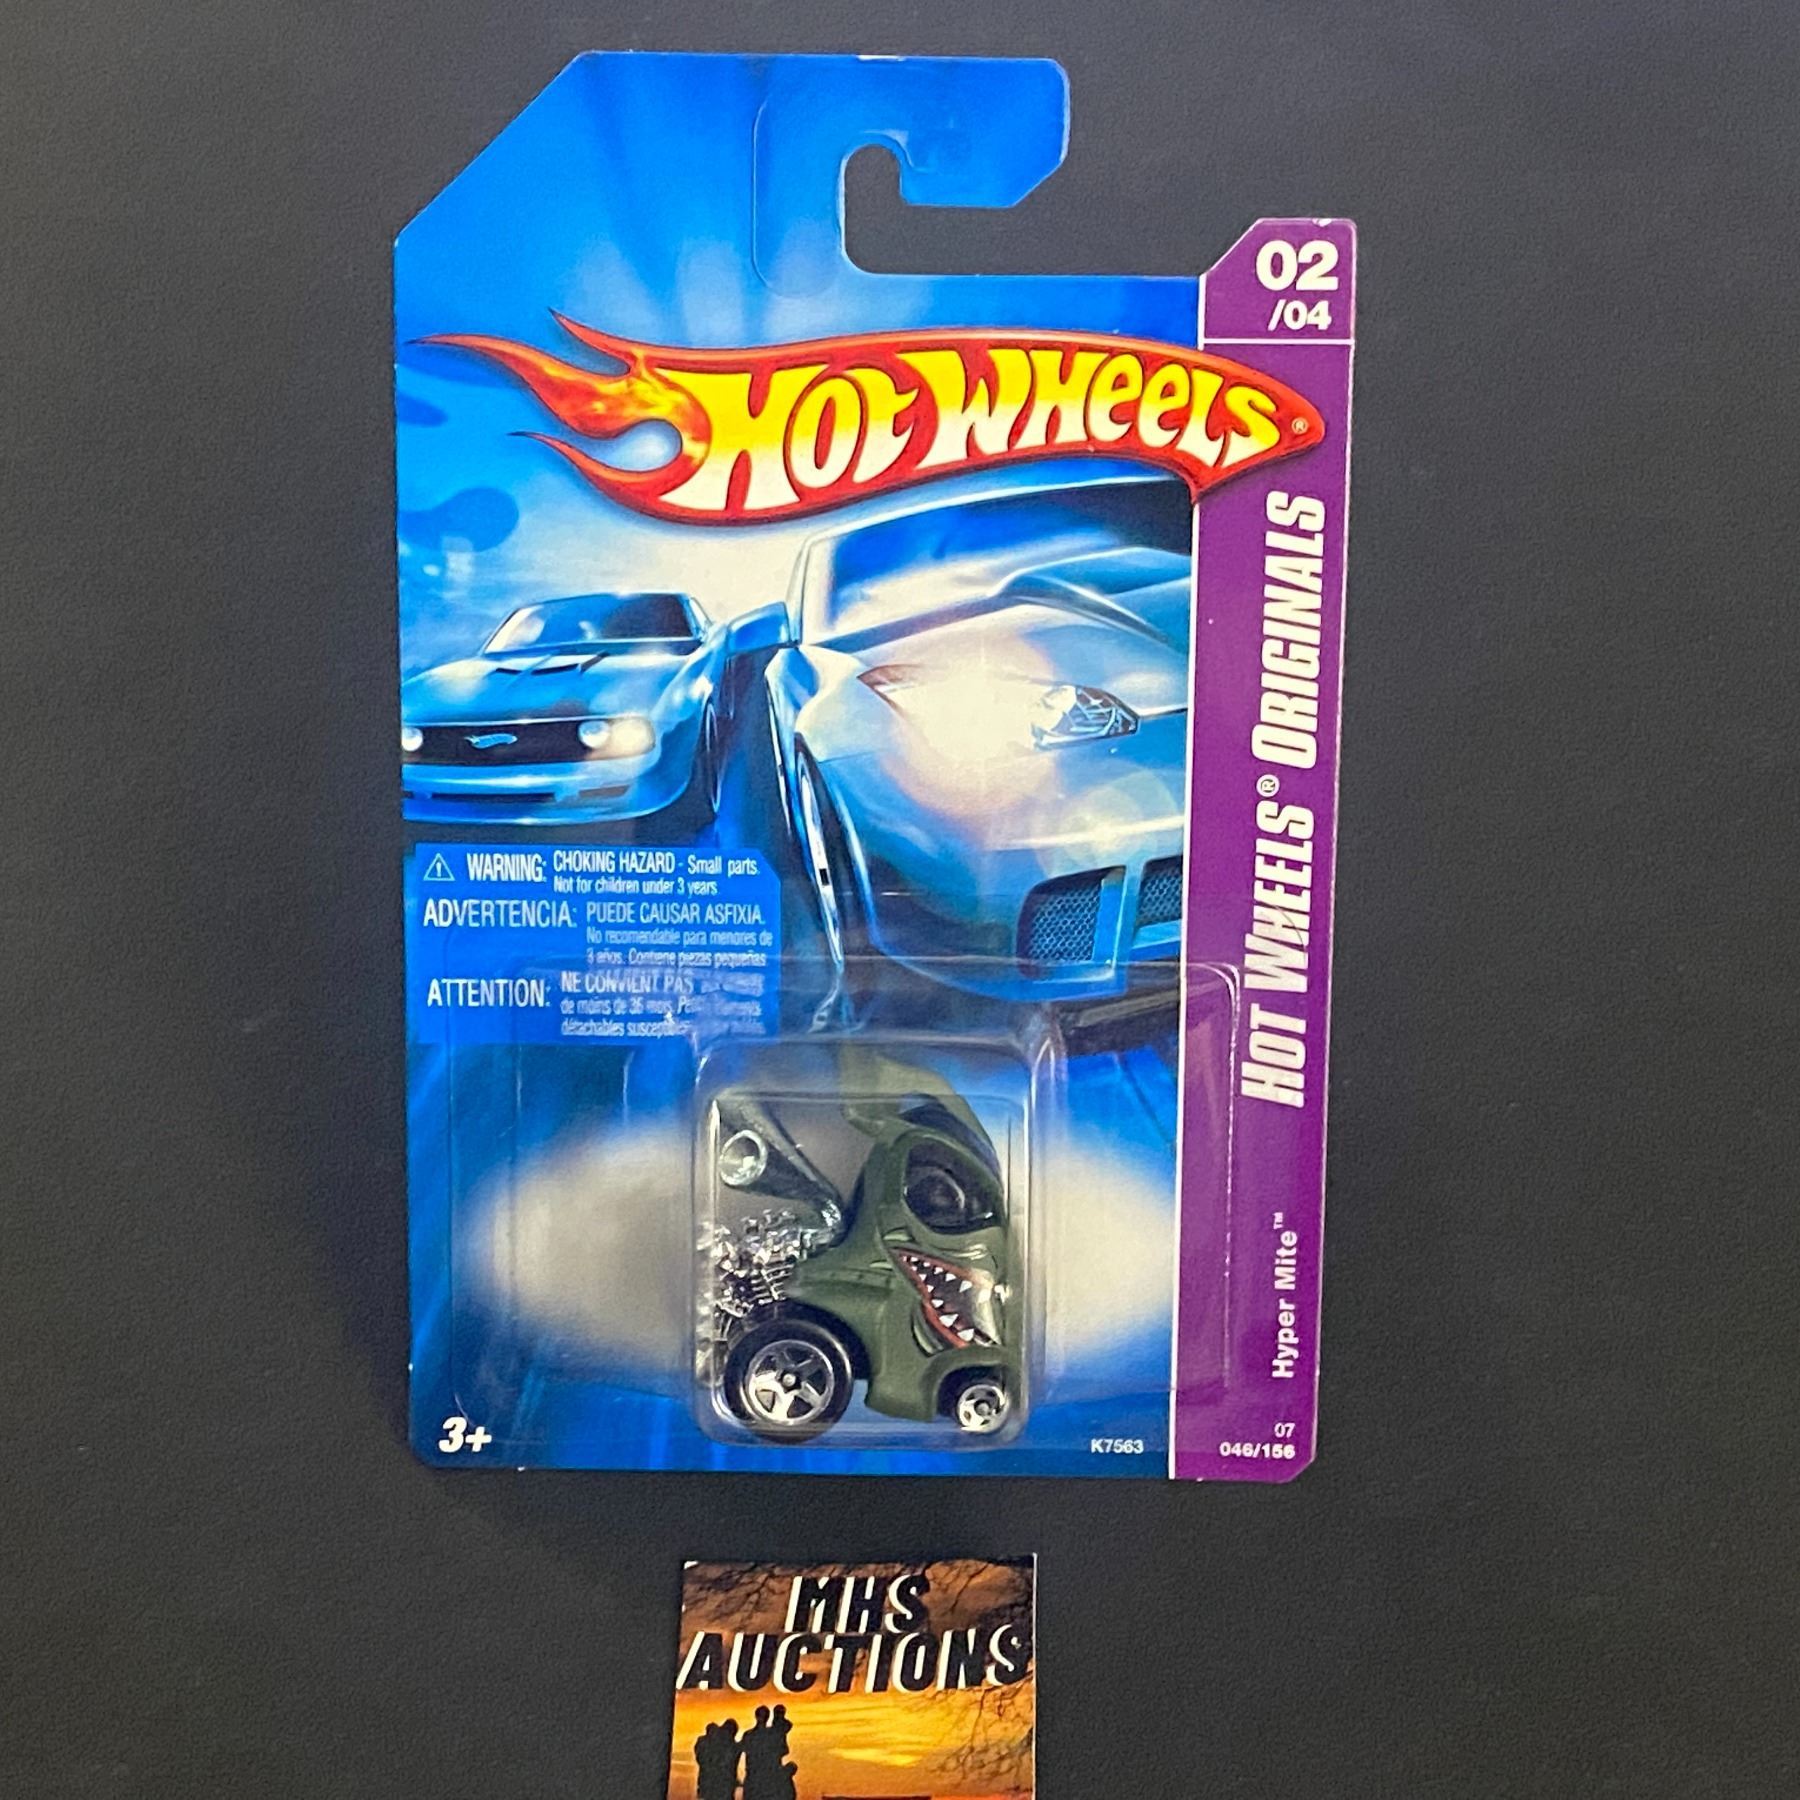 02
/04
HOT WHEELS®
HOT WHEELS® ORIGINALS
⚠ WARNING: CHOKING HAZARD - Small parts.
Not for children under 3 years.
ADVERTENCIA: PUEDE CAUSAR ASFIXIA.
No recomendable para menores de
3 años. Contiene piezas pequeñas
ATTENTION: NE CONVIENT PAS
de moins de 36 mois.
détachables
Hyper Mite™
3+
K7563
07
046/156
MHS
AUCTIONS